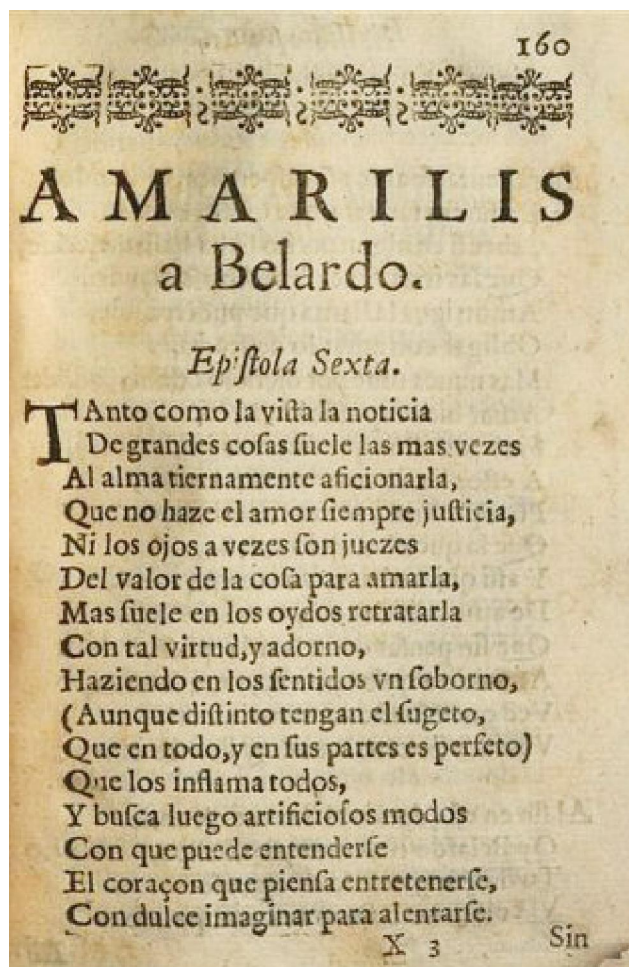 160
AMARILIS
a Belardo.
Epiſtola Sexta.
TAnto como la viſta la noticia
De grandes coſas ſuele las mas vezes
Al alma tiernamente aficionarla,
Que no haze el amor ſiempre juſticia,
Ni los ojos a vezes ſon juezes
Del valor de la coſa para amarla,
Mas ſuele en los oydos retratarla
Con tal virtud,y adorno,
Haziendo en los ſentidos vn ſoborno,
(Aunque diſtinto tengan el ſugeto,
Que en todo,y en ſus partes es perfeto)
Que los inflama todos,
Y buſca luego artificioſos modos
Con que puede entenderſe
El coraçon que pienſa entretenerſe,
Con dulce imaginar para alentarſe.
X 3 Sin